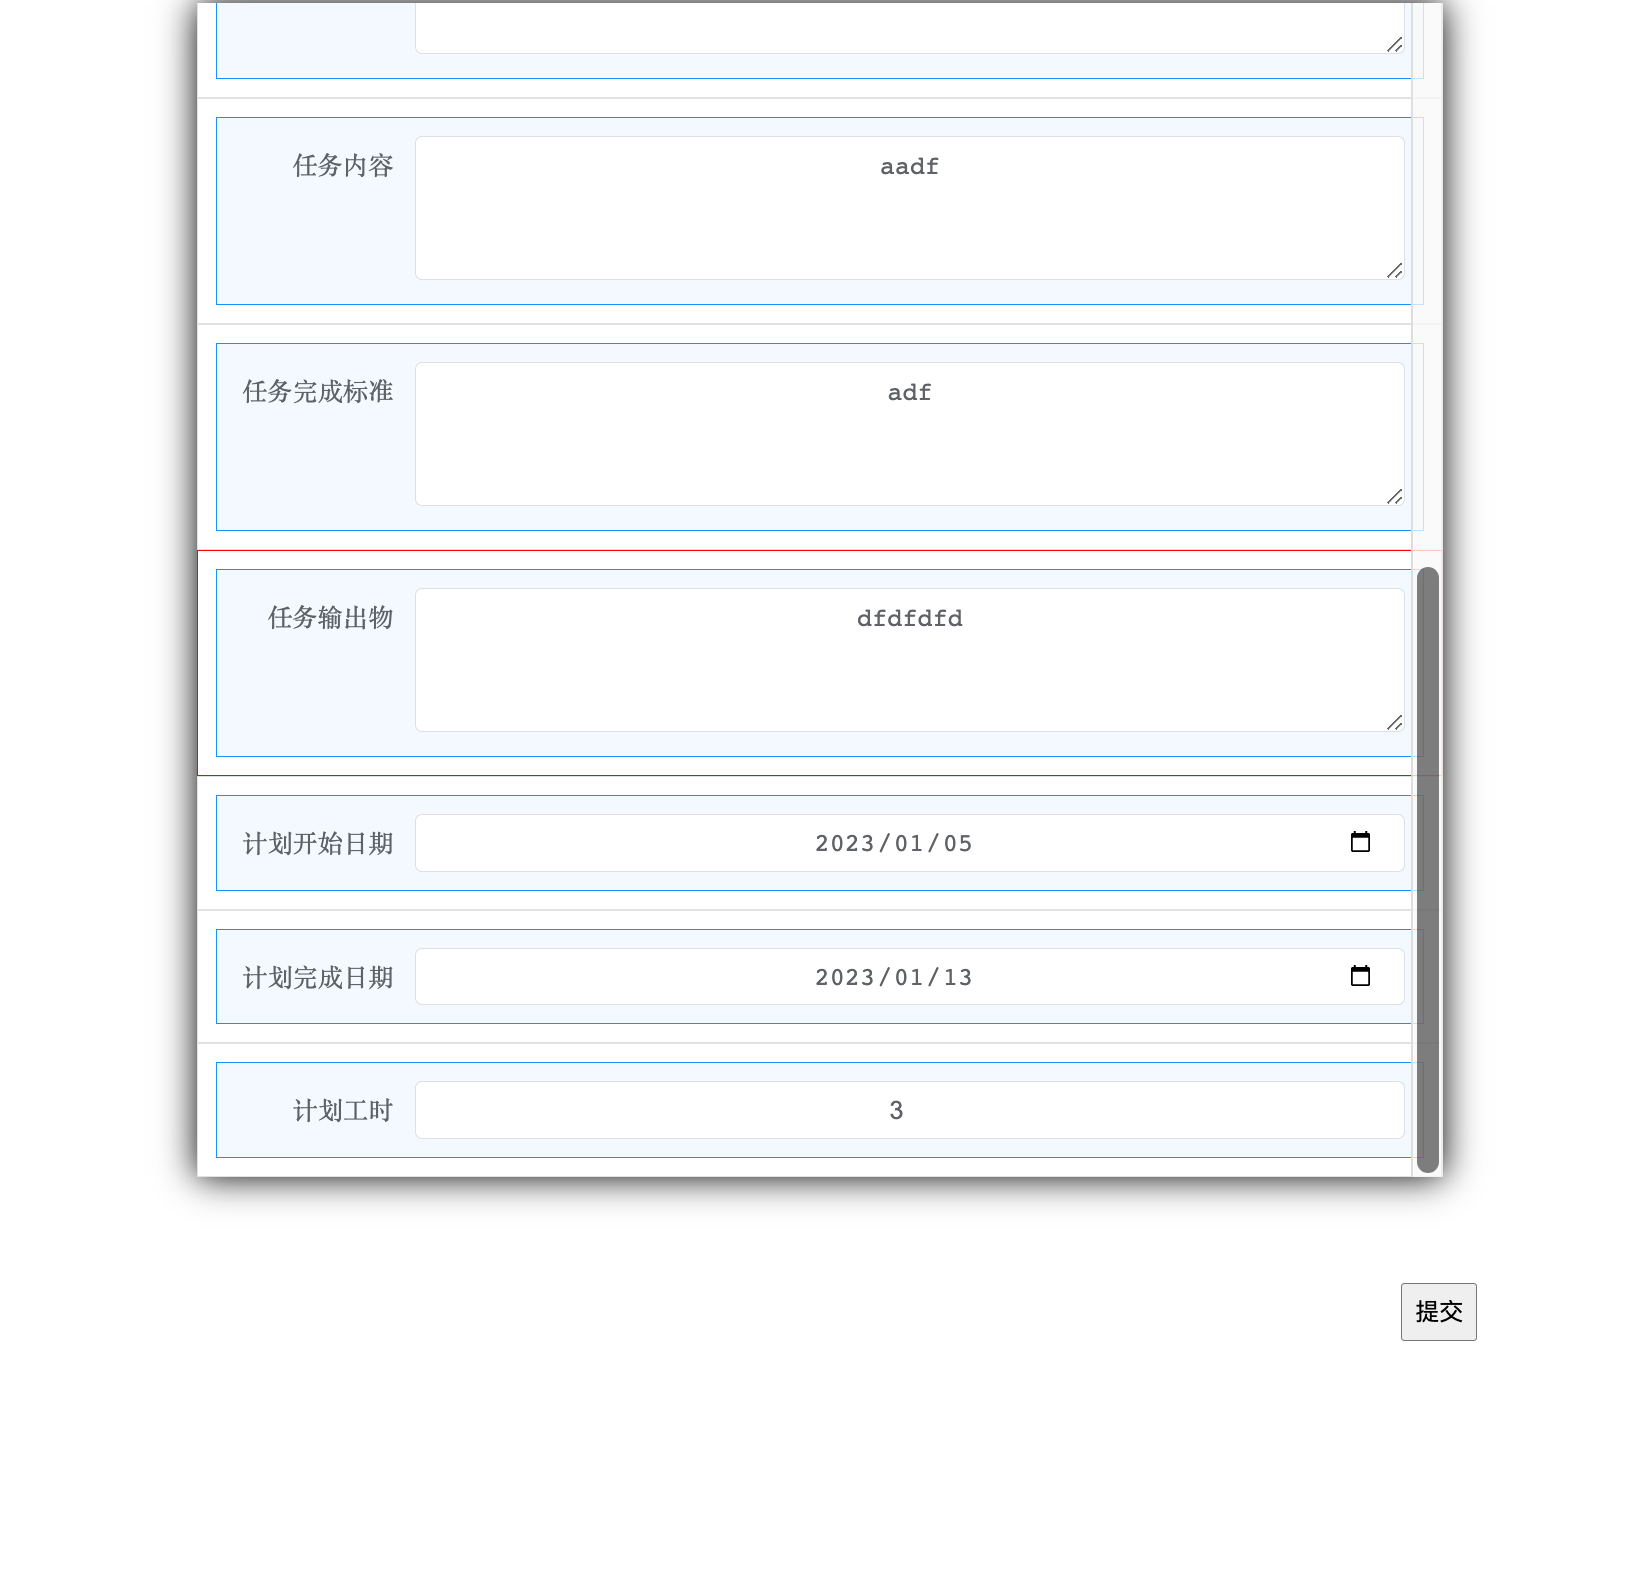 任务内容 aadf
任务完成标准 adf
任务输出物 dfdfdfd
计划开始日期 2023/01/05
计划完成日期 2023/01/13
计划工时 3
提交